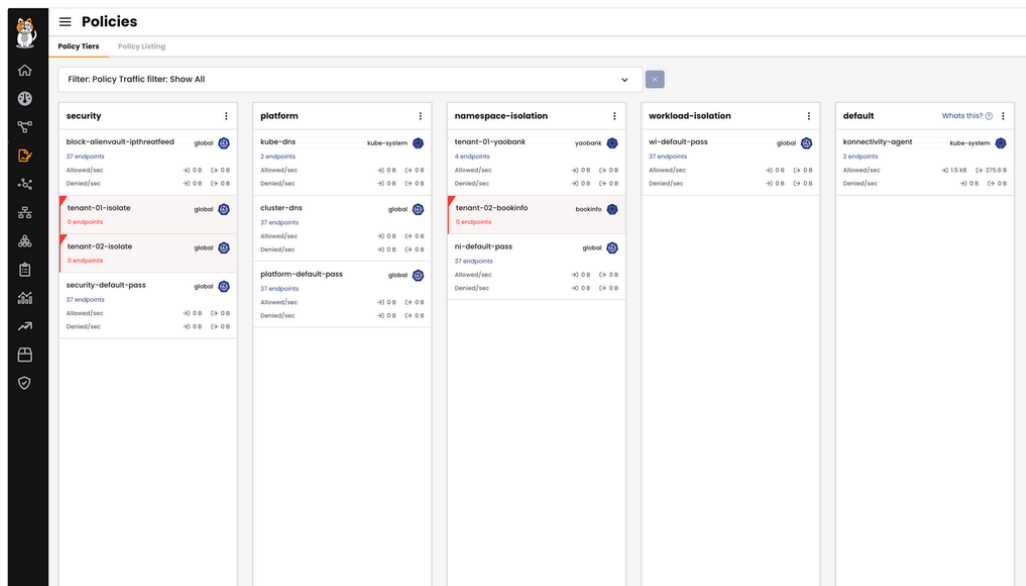 Policies
Policy Tiers Policy Listing
Filter: Policy Traffic filter: Show All
security
block-alienvault-ipthreatfeed global
37 endpoints
Allowed/sec 0 B 0 B
Denied/sec 0 B 0 B
tenant-01-isolate global
0 endpoints
tenant-02-isolate global
0 endpoints
security-default-pass global
37 endpoints
Allowed/sec 0 B 0 B
Denied/sec 0 B 0 B
platform
kube-dns kube-system
2 endpoints
Allowed/sec 0 B 0 B
Denied/sec 0 B 0 B
cluster-dns global
37 endpoints
Allowed/sec 0 B 0 B
Denied/sec 0 B 0 B
platform-default-pass global
37 endpoints
Allowed/sec 0 B 0 B
Denied/sec 0 B 0 B
namespace-isolation
tenant-01-yaobank yaobank
4 endpoints
Allowed/sec 0 B 0 B
Denied/sec 0 B 0 B
tenant-02-bookinfo bookinfo
0 endpoints
ni-default-pass global
37 endpoints
Allowed/sec 0 B 0 B
Denied/sec 0 B 0 B
workload-isolation
wi-default-pass global
37 endpoints
Allowed/sec 0 B 0 B
Denied/sec 0 B 0 B
default Whats this?
konnectivity-agent kube-system
2 endpoints
Allowed/sec 1.5 kB 275.6 B
Denied/sec 0 B 0 B